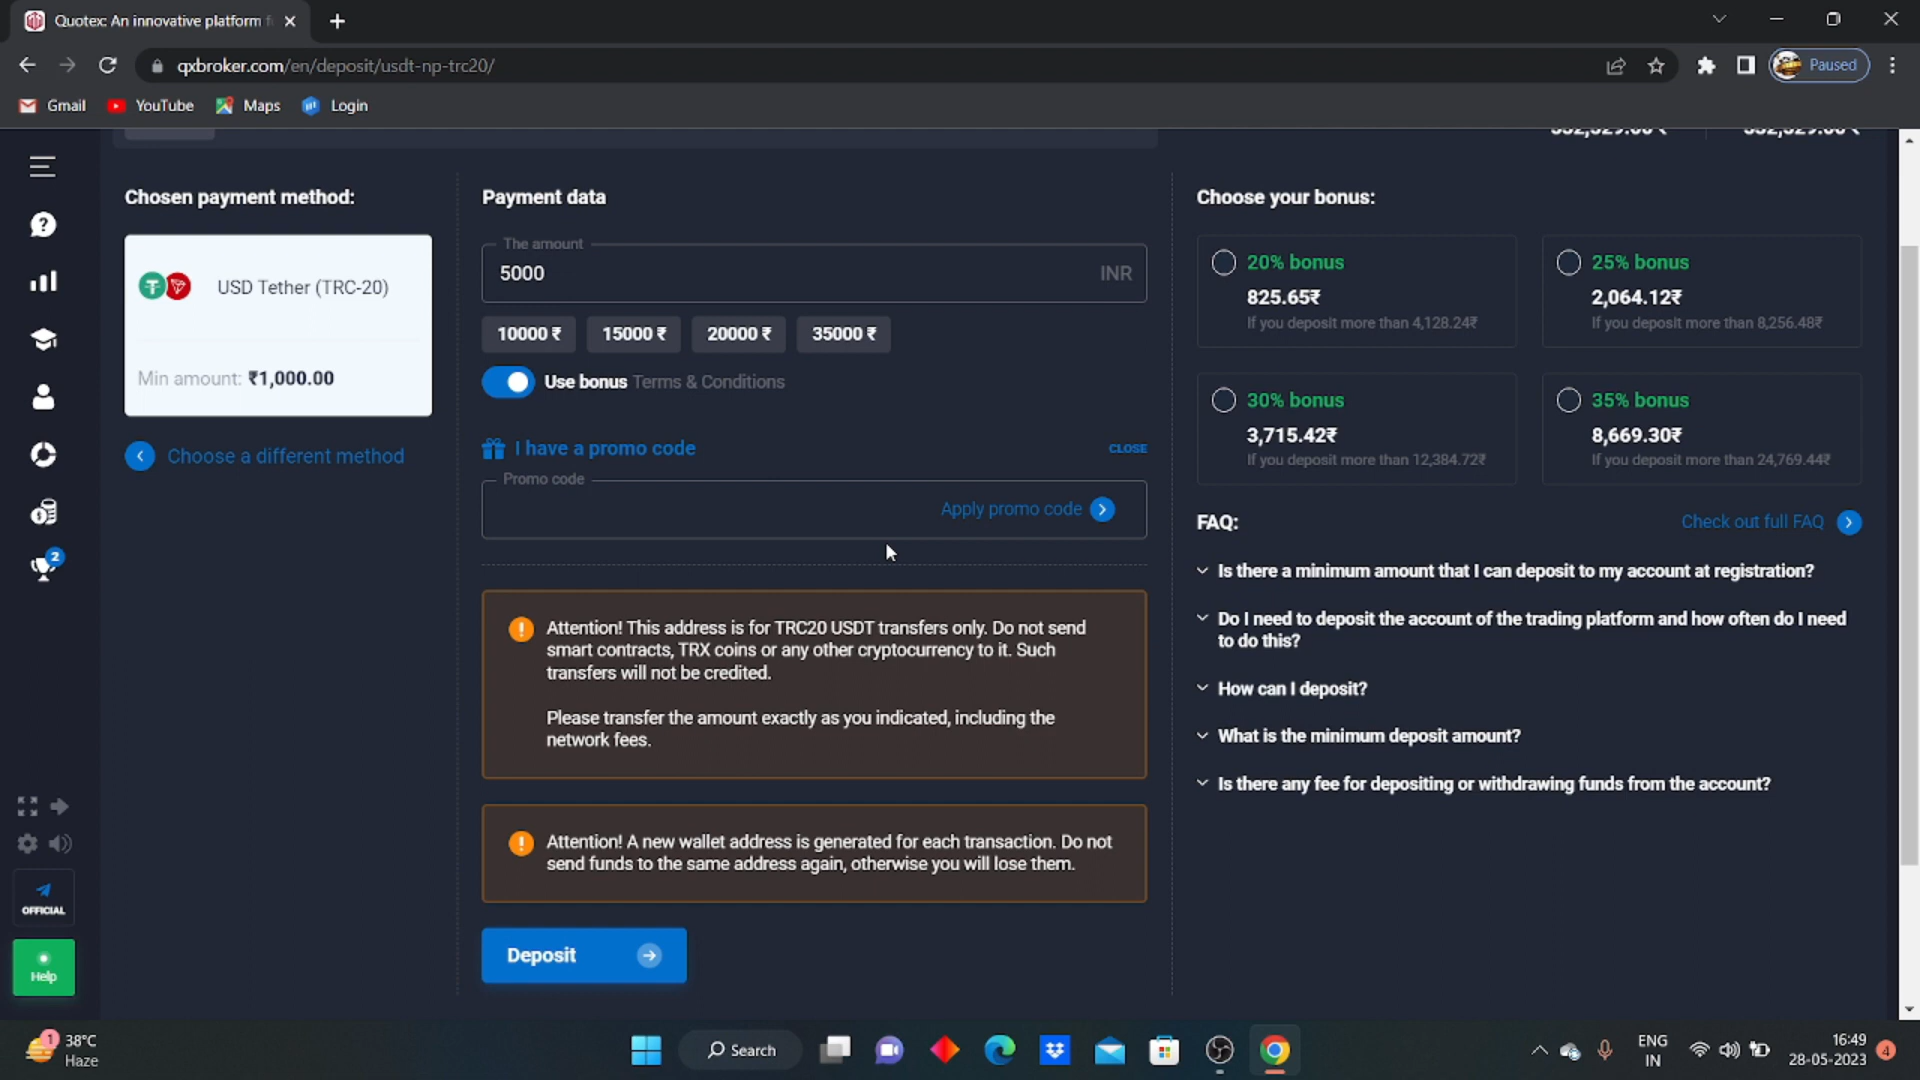 Quotex: An innovative platform f
qxbroker.com/en/deposit/usdt-np-trc20/
Paused
Gmail
YouTube
Maps
Login
Chosen payment method:
USD Tether (TRC-20)
Min amount: ₹1,000.00
Choose a different method
Payment data
The amount
5000
INR
10000 ₹
15000 ₹
20000 ₹
35000 ₹
Use bonus Terms & Conditions
I have a promo code
CLOSE
Promo code
Apply promo code
Attention! This address is for TRC20 USDT transfers only. Do not send
smart contracts, TRX coins or any other cryptocurrency to it. Such
transfers will not be credited.
Please transfer the amount exactly as you indicated, including the
network fees.
Attention! A new wallet address is generated for each transaction. Do not
send funds to the same address again, otherwise you will lose them.
Deposit
Choose your bonus:
20% bonus
825.65₹
If you deposit more than 4,128.24₹
25% bonus
2,064.12₹
If you deposit more than 8,256.48₹
30% bonus
3,715.42₹
If you deposit more than 12,384.72₹
35% bonus
8,669.30₹
If you deposit more than 24,769.44₹
FAQ:
Check out full FAQ
Is there a minimum amount that I can deposit to my account at registration?
Do I need to deposit the account of the trading platform and how often do I need
to do this?
How can I deposit?
What is the minimum deposit amount?
Is there any fee for depositing or withdrawing funds from the account?
2
OFFICIAL
Help
1
38°C
Haze
Search
ENG
IN
16:49
28-05-2023
4